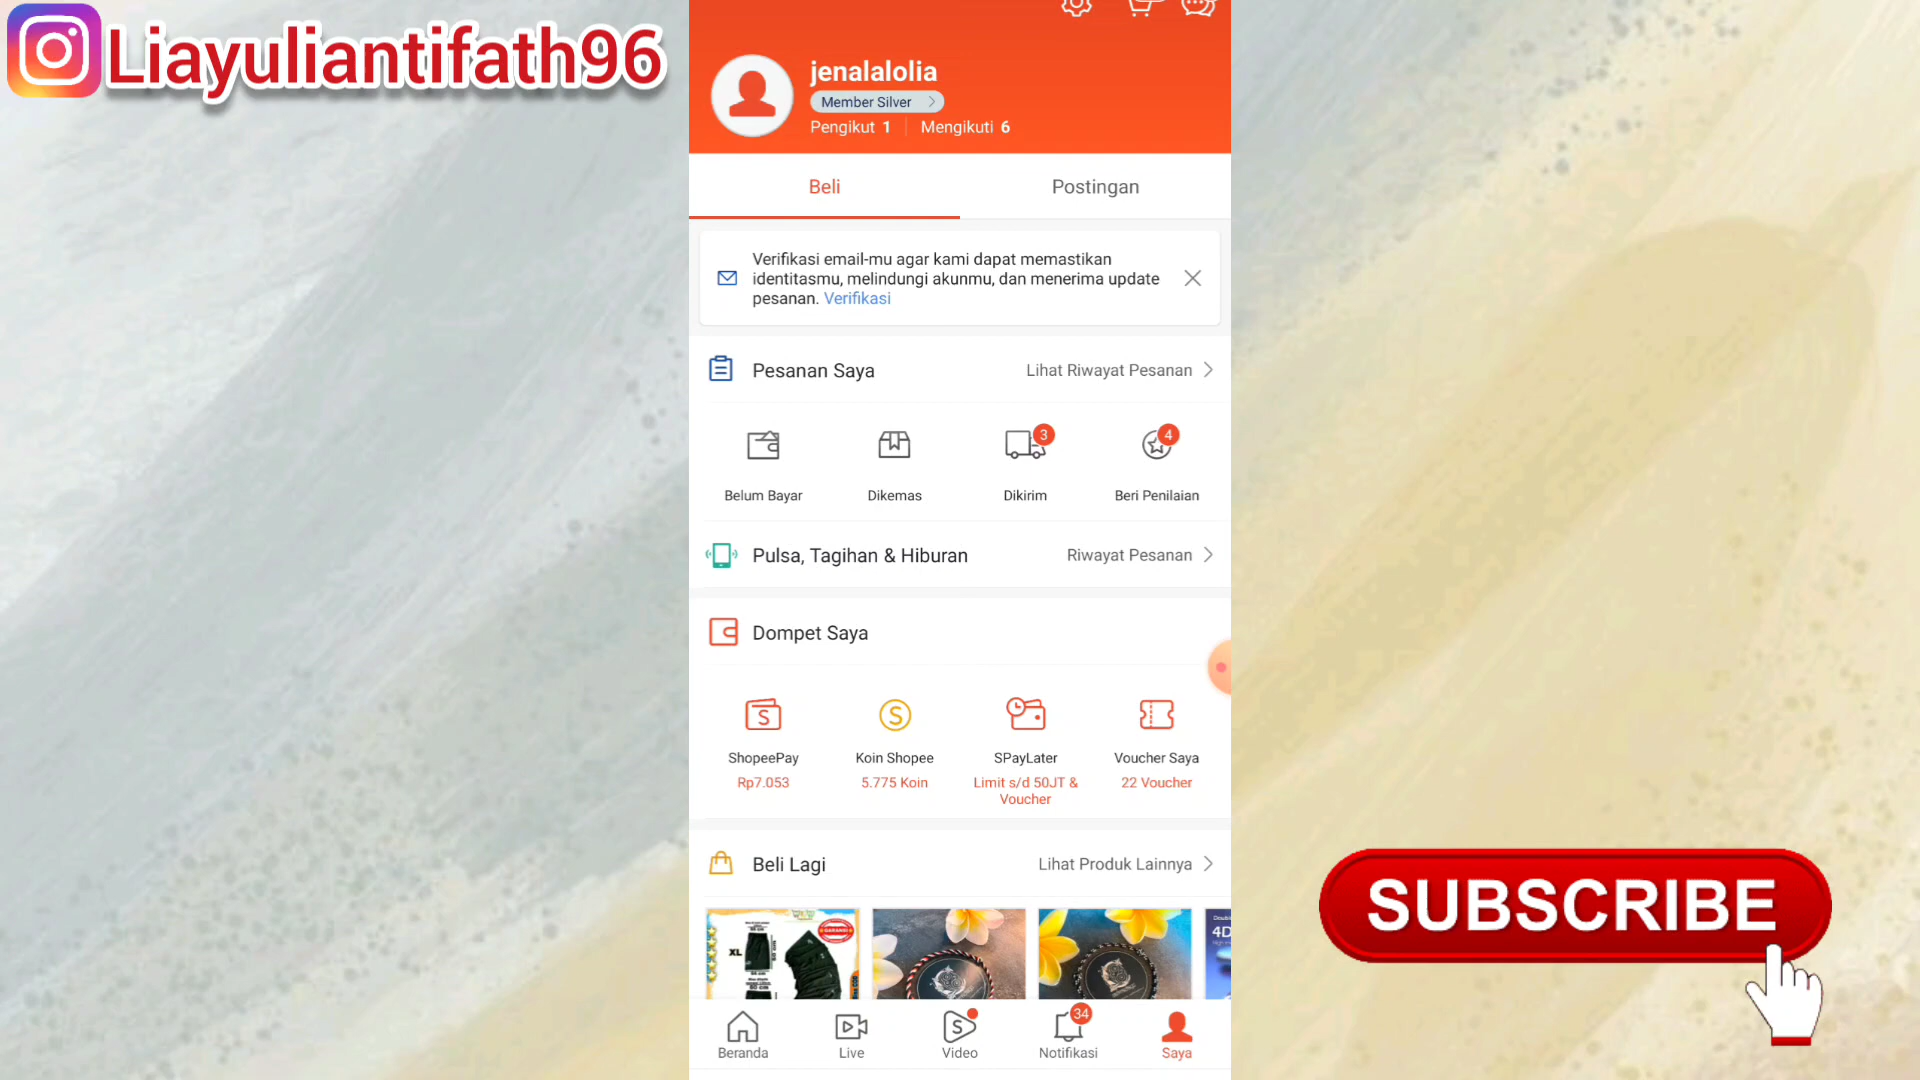 Liayuliantifath96
jenalalolia
Member Silver
Pengikut 1 Mengikuti 6
Beli Postingan
Verifikasi email-mu agar kami dapat memastikan
identitasmu, melindungi akunmu, dan menerima update
pesanan. Verifikasi
Pesanan Saya Lihat Riwayat Pesanan
3 4
Belum Bayar Dikemas Dikirim Beri Penilaian
Pulsa, Tagihan & Hiburan Riwayat Pesanan
Dompet Saya
ShopeePay Koin Shopee SPayLater Voucher Saya
Rp7.053 5.775 Koin Limit s/d 50JT & 22 Voucher
Voucher
Beli Lagi Lihat Produk Lainnya
XL
GARANSI
4D
34
Beranda Live Video Notifikasi Saya
SUBSCRIBE